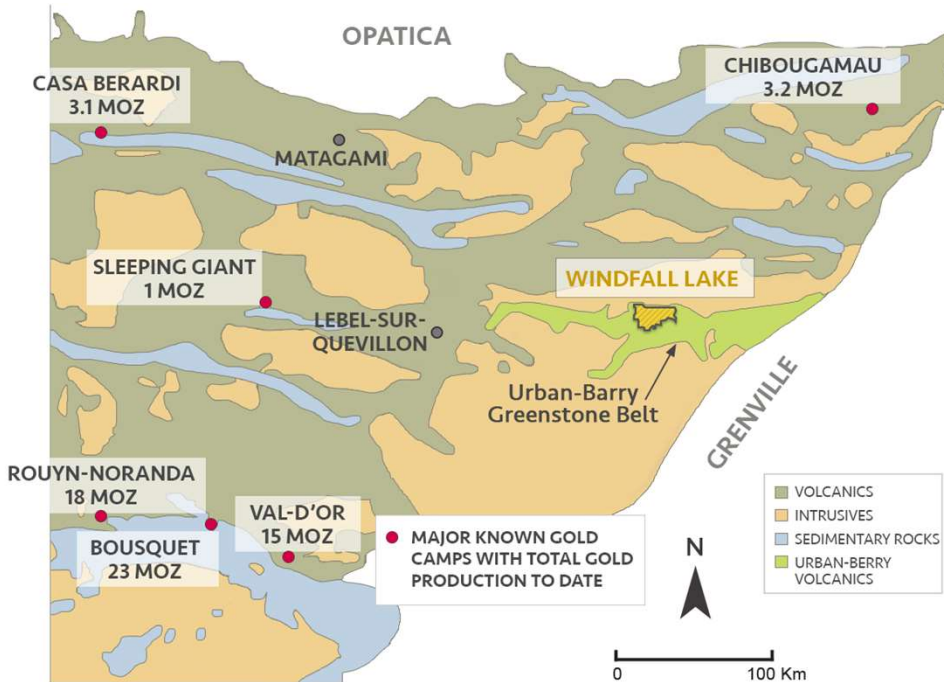 OPATICA
CASA BERARDI
3.1 MOZ
CHIBOUGAMAU
3.2 MOZ
MATAGAMI
SLEEPING GIANT
1 MOZ
WINDFALL LAKE
LEBEL-SUR-
QUEVILLON
Urban-Barry
Greenstone Belt
GRENVILLE
ROUYN-NORANDA
18 MOZ
BOUSQUET
23 MOZ
VAL-D'OR
15 MOZ
MAJOR KNOWN GOLD
CAMPS WITH TOTAL GOLD
PRODUCTION TO DATE
VOLCANICS
INTRUSIVES
SEDIMENTARY ROCKS
URBAN-BERRY
VOLCANICS
N
0 100 Km